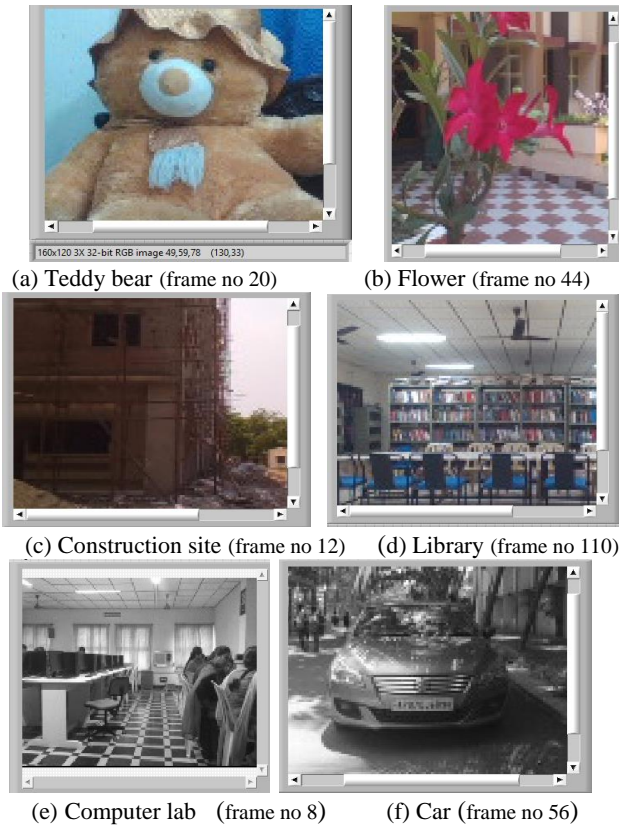 160x120 3X 32-bit RGB image 49,59,78 (130,33)
(a) Teddy bear (frame no 20) (b) Flower (frame no 44)
(c) Construction site (frame no 12) (d) Library (frame no 110)
(e) Computer lab (frame no 8) (f) Car (frame no 56)